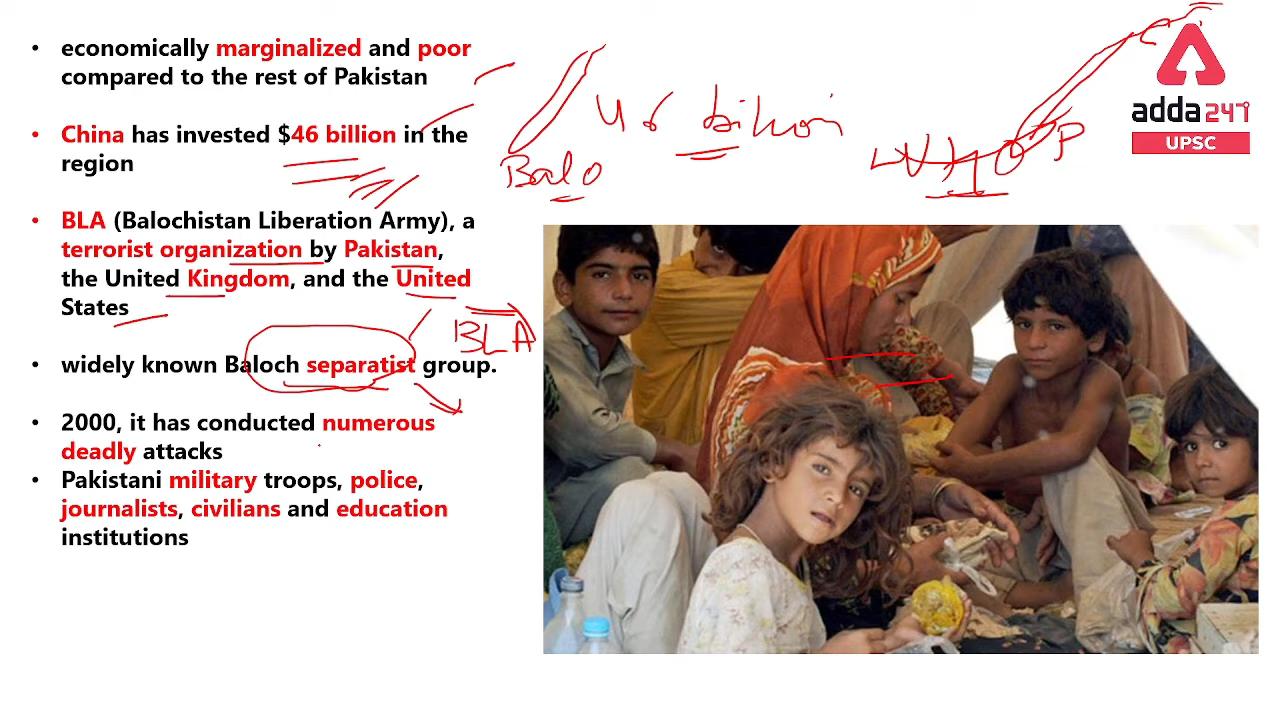 • economically marginalized and poor
compared to the rest of Pakistan
• China has invested $46 billion in the
region
• BLA (Balochistan Liberation Army), a
terrorist organization by Pakistan,
the United Kingdom, and the United
States
• widely known Baloch separatist group.
• 2000, it has conducted numerous
deadly attacks
• Pakistani military troops, police,
journalists, civilians and education
institutions
46 billion
Balo
BLA
adda247
UPSC